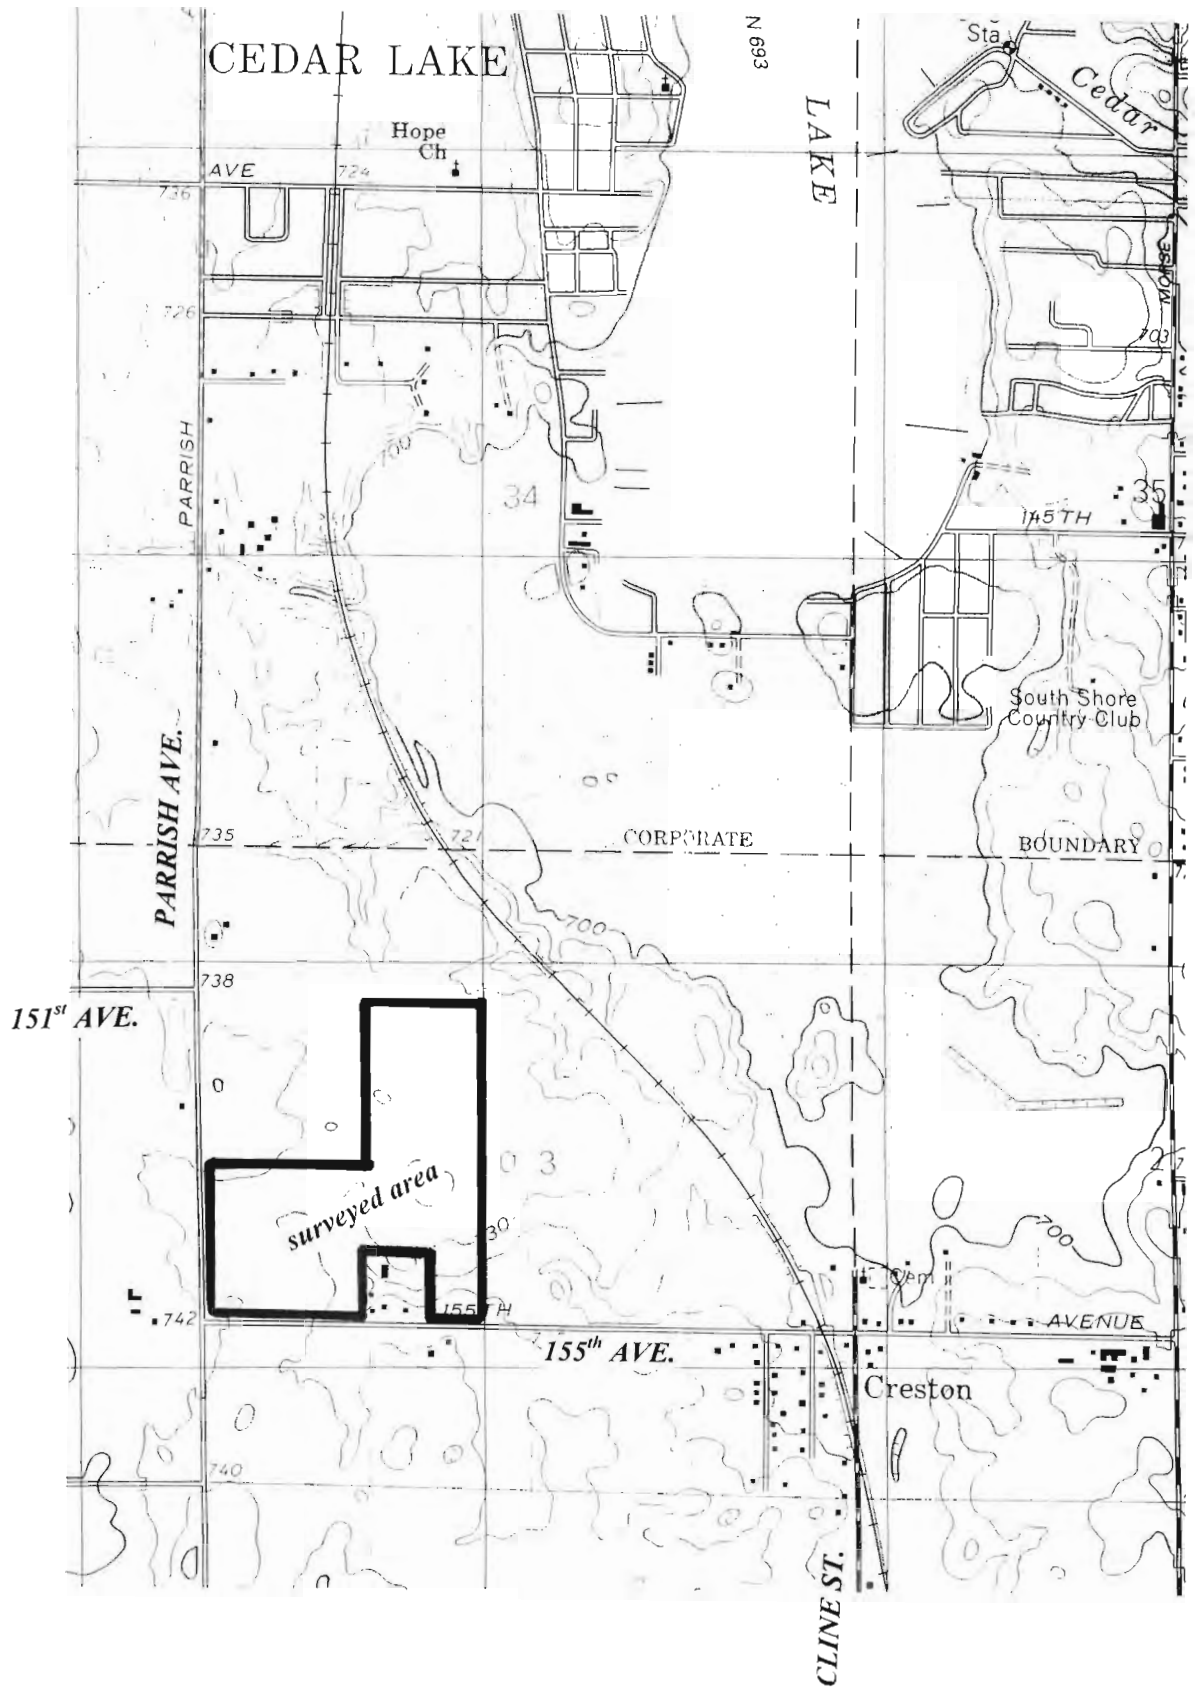 CEDAR LAKE
N 693
Sta
Cedar
LAKE
Hope
Ch
AVE
724
736
726
MORSE
703
PARRISH
700
34
35
145TH
South Shore
Country Club
PARRISH AVE.
735
721
CORPORATE
BOUNDARY
700
738
151st AVE.
0 3
2
surveyed area
30
700
Cem
742
155TH
AVENUE
155th AVE.
Creston
740
CLINE ST.